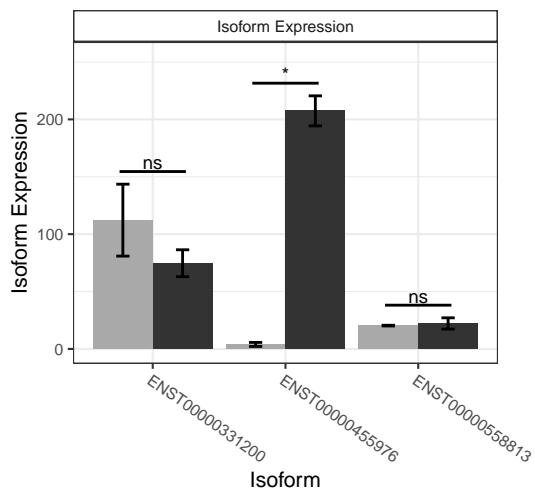 Isoform Expression
Isoform Expression
200
100
0
*
ns
ns
ENST00000331200
ENST00000455976
ENST00000558813
Isoform